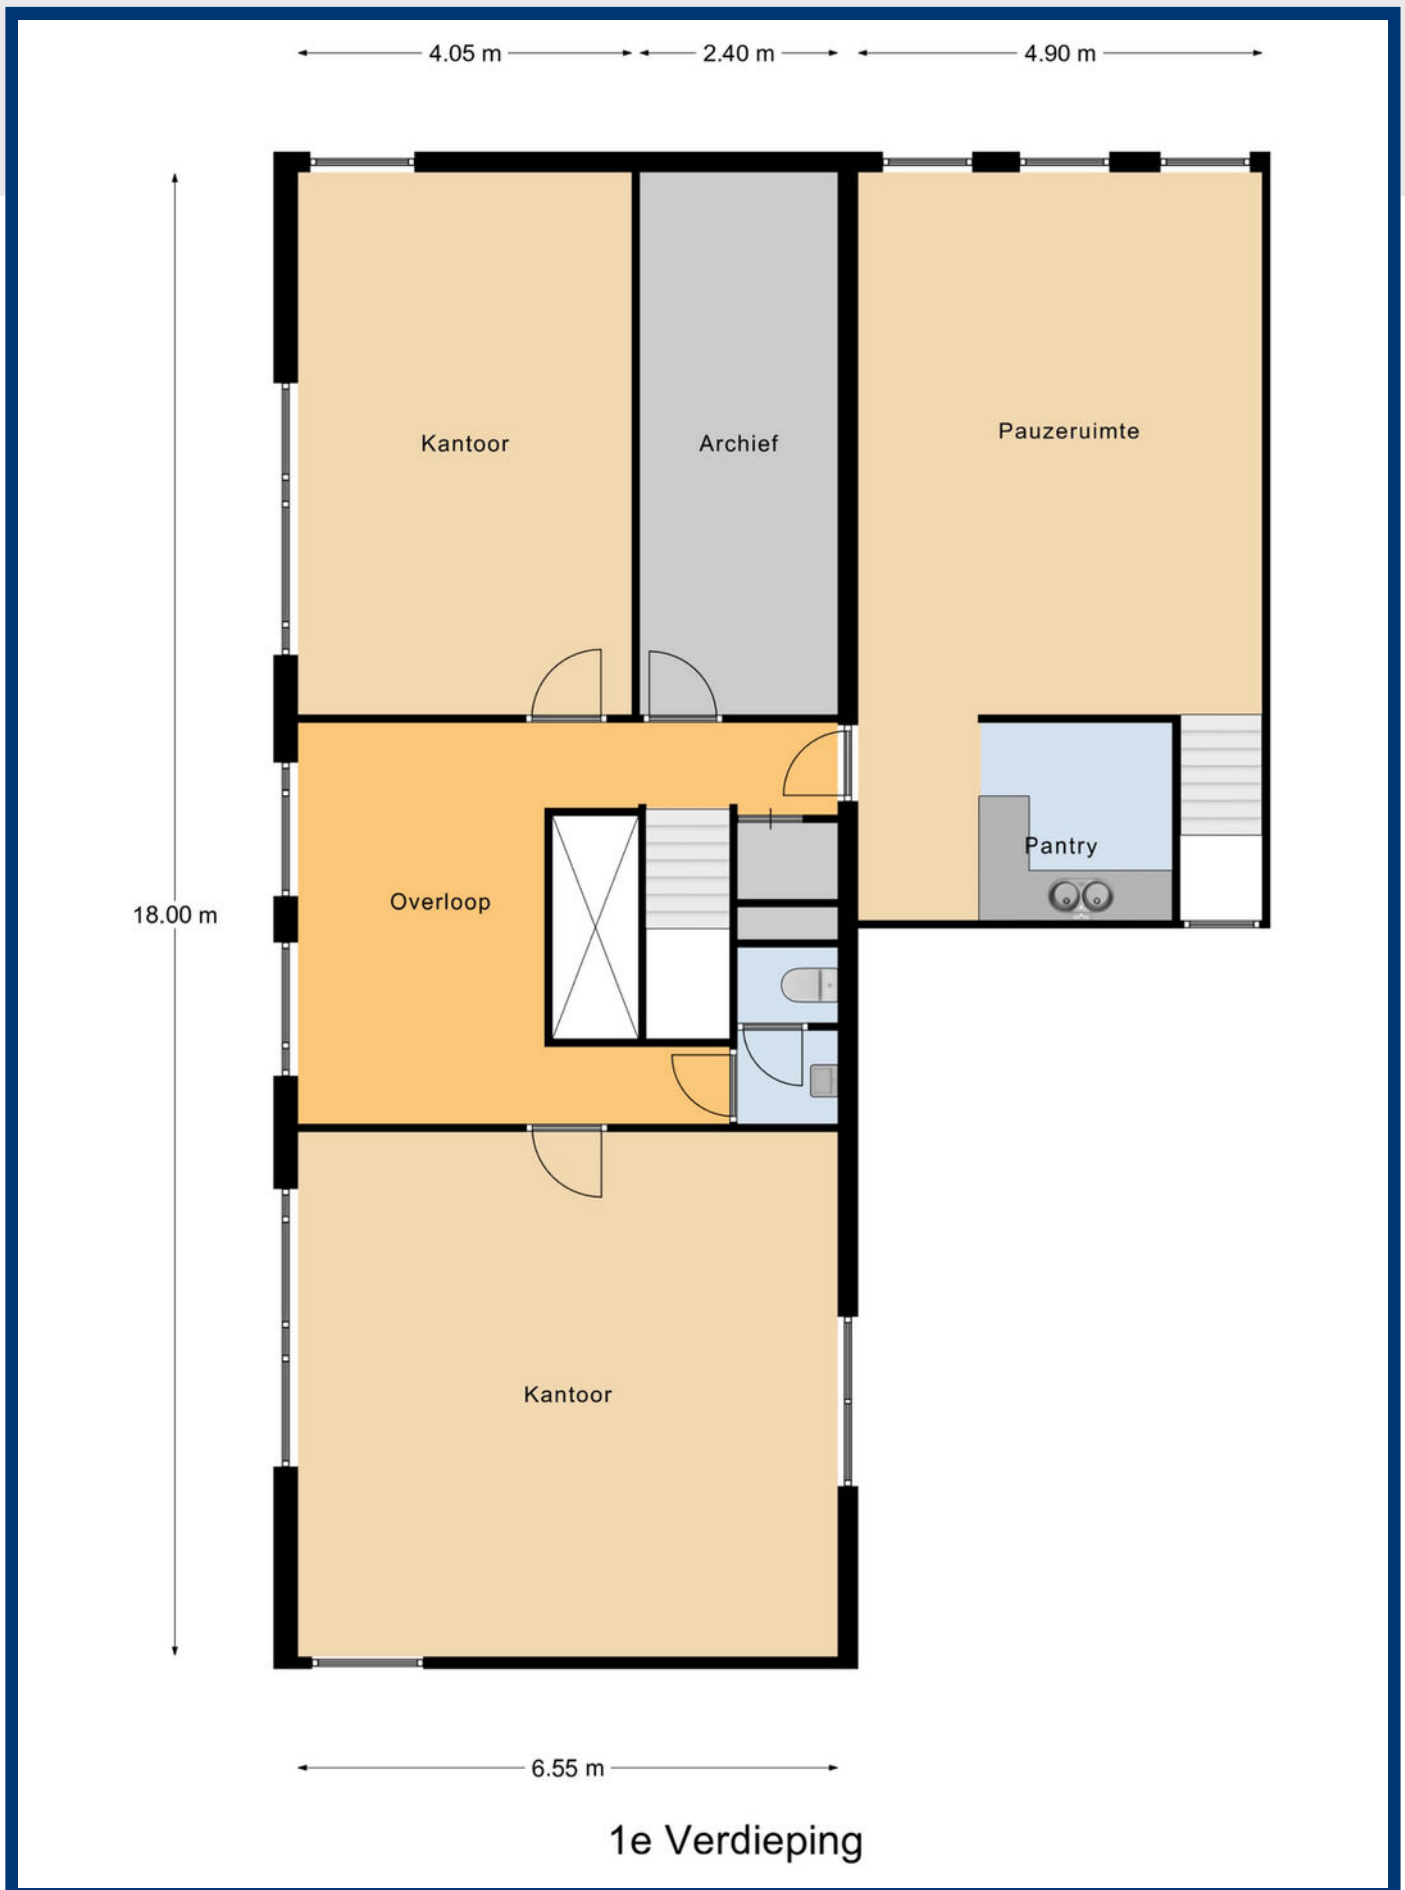 4.05 m 2.40 m 4.90 m
Kantoor Archief Pauzeruimte
Pantry
Overloop
18.00 m
Kantoor
6.55 m
1e Verdieping